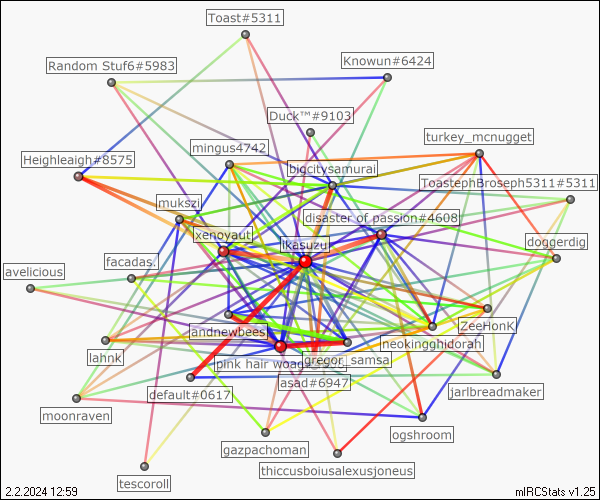 Toast#5311
Random Stuf6#5983
Knowun#6424
Duck™#9103
turkey_mcnugget
mingus4742
Heighleaigh#8575
bigcitysamurai
ToastephBroseph5311#5311
mukszi
disaster of passion#4608
xenoyaut
ikasuzu
doggerdig
facadas.
avelicious
ZeeHonK
andnewbees
neokingghidorah
lahnk
gregor_samsa
pink hair woag
asad#6947
default#0617
jarlbreadmaker
moonraven
ogshroom
gazpachoman
thiccusboiusalexusjoneus
tescoroll
2.2.2024 12:59
mIRCStats v1.25